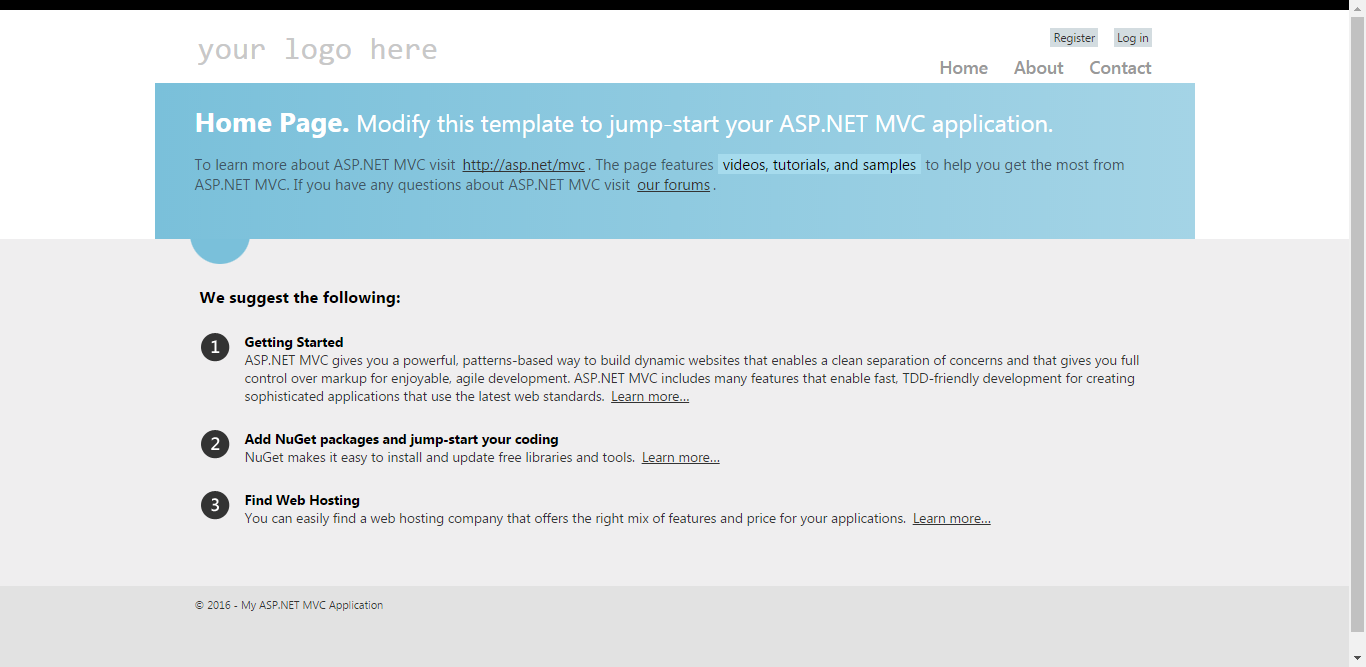 your logo here
Register Log in
Home About Contact
Home Page. Modify this template to jump-start your ASP.NET MVC application.
To learn more about ASP.NET MVC visit http://asp.net/mvc . The page features videos, tutorials, and samples to help you get the most from
ASP.NET MVC. If you have any questions about ASP.NET MVC visit our forums .
We suggest the following:
1 Getting Started
ASP.NET MVC gives you a powerful, patterns-based way to build dynamic websites that enables a clean separation of concerns and that gives you full
control over markup for enjoyable, agile development. ASP.NET MVC includes many features that enable fast, TDD-friendly development for creating
sophisticated applications that use the latest web standards. Learn more...
2 Add NuGet packages and jump-start your coding
NuGet makes it easy to install and update free libraries and tools. Learn more...
3 Find Web Hosting
You can easily find a web hosting company that offers the right mix of features and price for your applications. Learn more...
© 2016 - My ASP.NET MVC Application